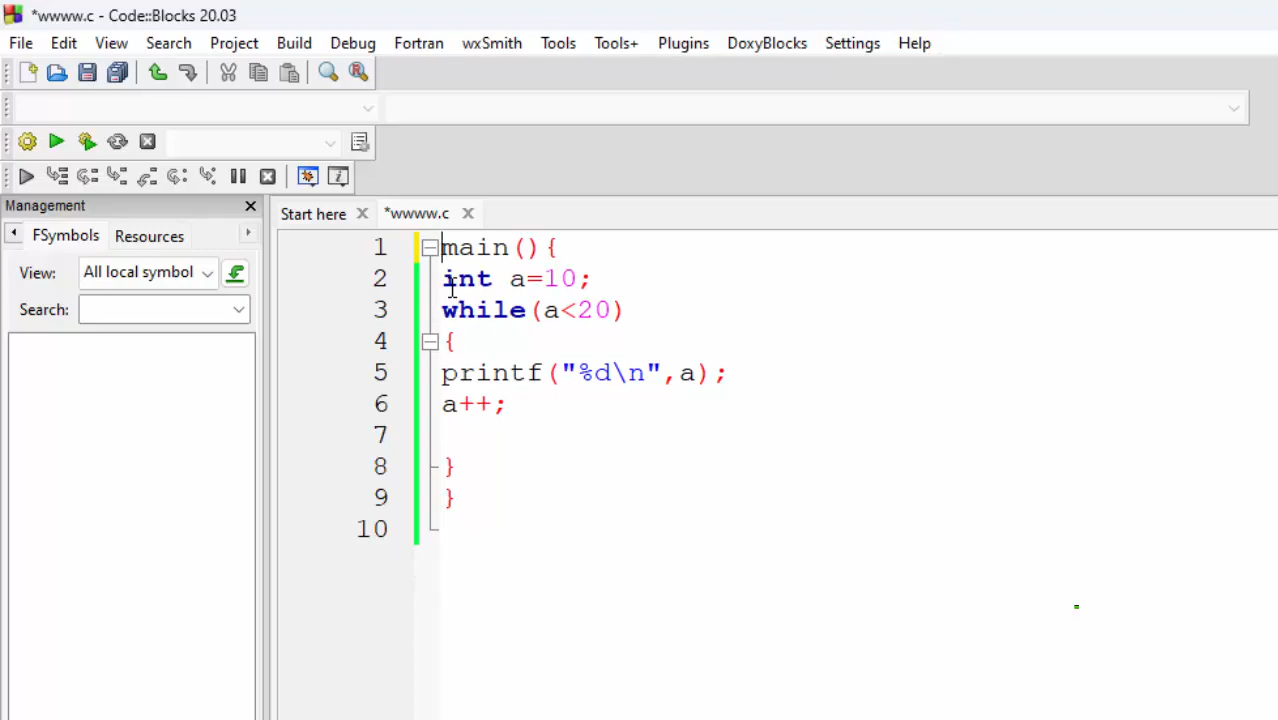 *wwww.c - Code::Blocks 20.03
File Edit View Search Project Build Debug Fortran wxSmith Tools Tools+ Plugins DoxyBlocks Settings Help
Management
Start here *wwww.c
FSymbols Resources
View: All local symbol
Search:
1 main(){
2 int a=10;
3 while(a<20)
4 {
5 printf("%d\n",a);
6 a++;
7
8 }
9 }
10